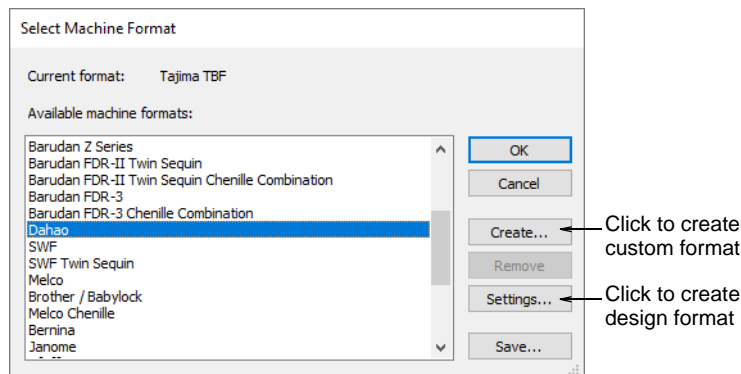 Select Machine Format
Current format: Tajima TBF
Available machine formats:
Barudan Z Series
Barudan FDR-II Twin Sequin
Barudan FDR-II Twin Sequin Chenille Combination
Barudan FDR-3
Barudan FDR-3 Chenille Combination
Dahao
SWF
SWF Twin Sequin
Melco
Brother / Babylock
Melco Chenille
Bernina
Janome
OK
Cancel
Create...
Remove
Settings...
Save...
Click to create
custom format
Click to create
design format